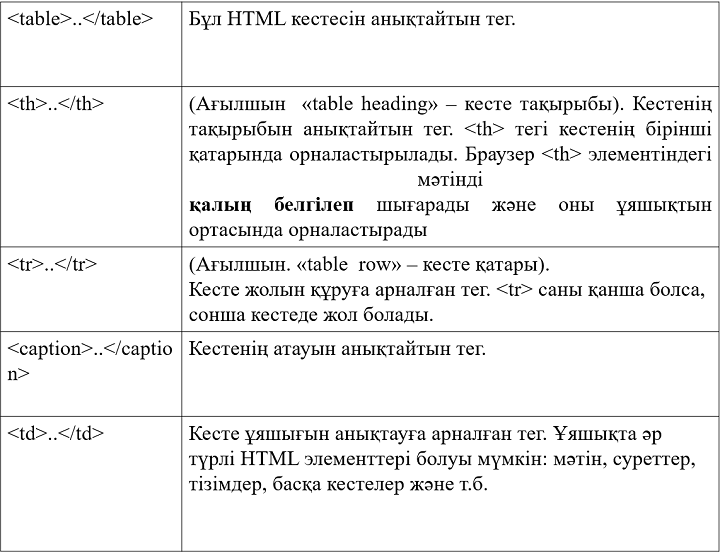 <table>..</table>
Бұл HTML кестесін анықтайтын тег.
<th>..</th>
(Ағылшын «table heading» – кесте тақырыбы). Кестенің
тақырыбын анықтайтын тег. <th> тегі кестенің бірінші
қатарында орналастырылады. Браузер <th> элементіндегі
мәтінді
қалың белгілеп шығарады және оны ұяшықтын
ортасында орналастырады
<tr>..</tr>
(Ағылшын. «table row» – кесте қатары).
Кесте жолын құруға арналған тег. <tr> саны қанша болса,
сонша кестеде жол болады.
<caption>..</captio
n>
Кестенің атауын анықтайтын тег.
<td>..</td>
Кесте ұяшығын анықтауға арналған тег. Ұяшықта әр
түрлі HTML элементтері болуы мүмкін: мәтін, суреттер,
тізімдер, басқа кестелер және т.б.